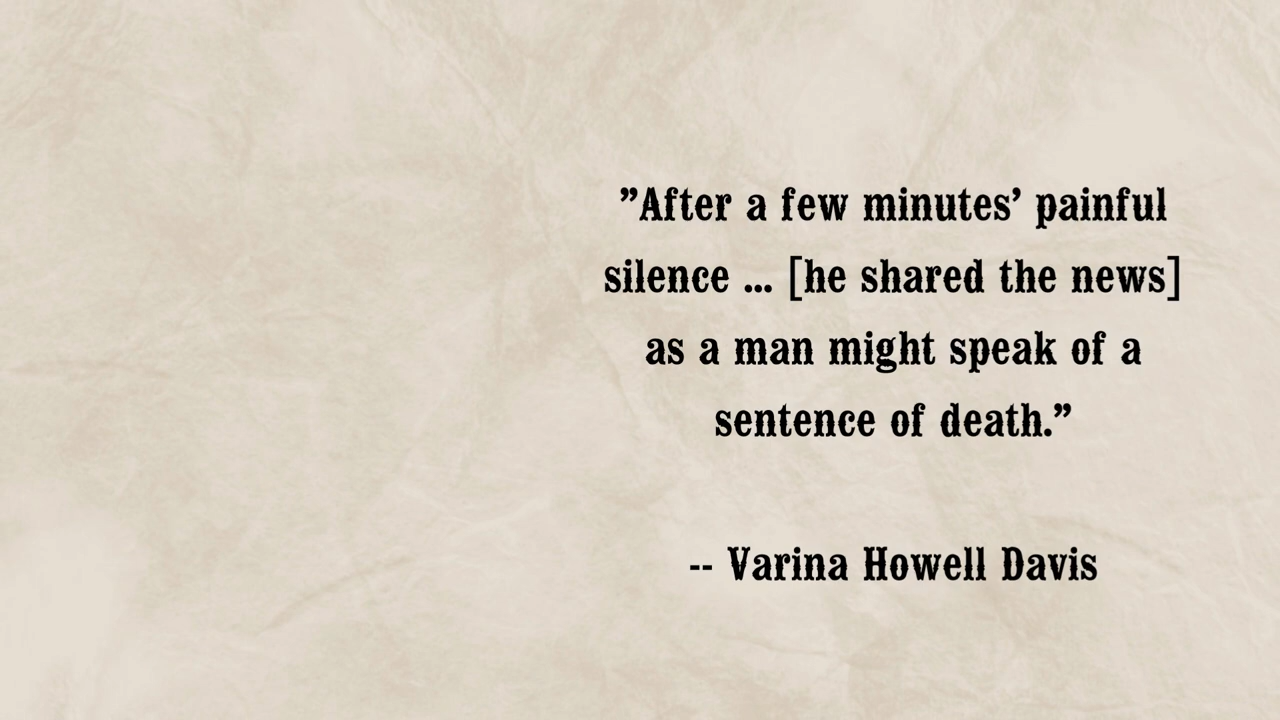 ”After a few minutes’ painful
silence ... [he shared the news]
as a man might speak of a
sentence of death.”
-- Varina Howell Davis